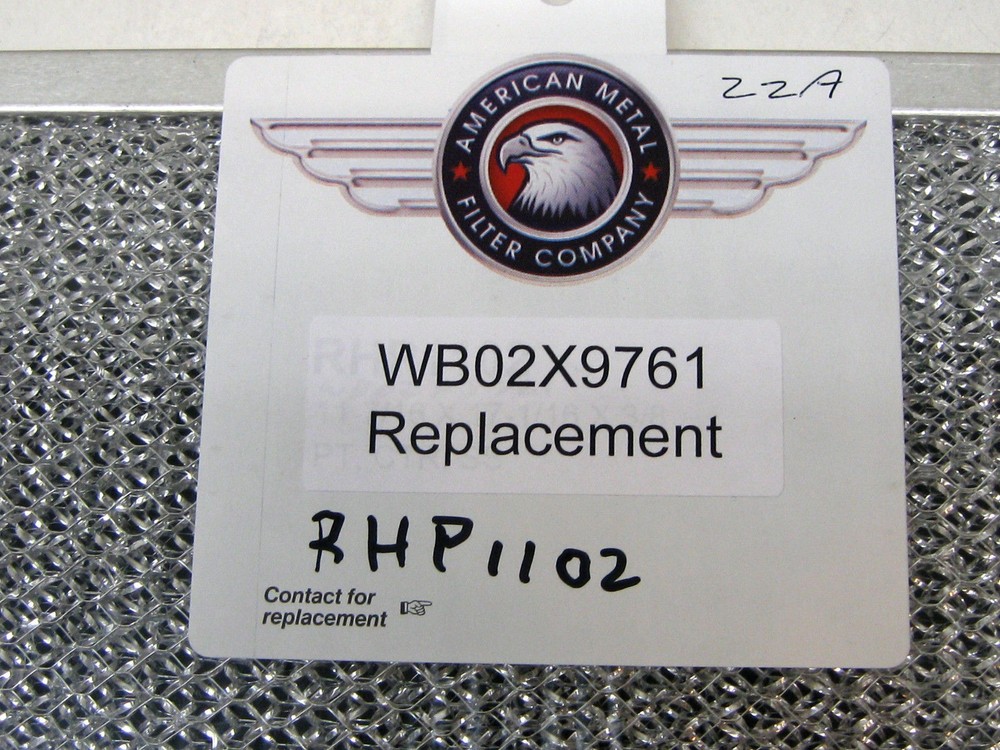 22A
AMERICAN METAL
FILTER COMPANY
WB02X9761
Replacement
RHP1102
Contact for
replacement